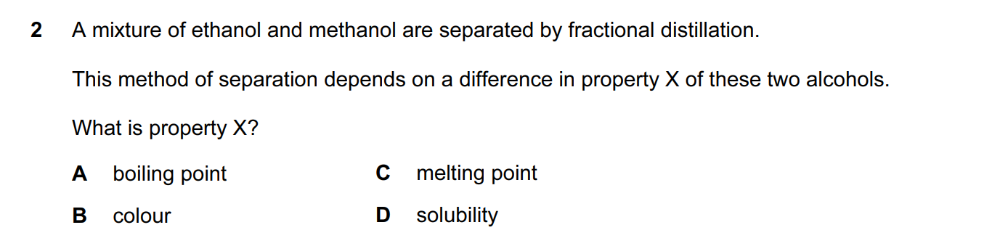 2 A mixture of ethanol and methanol are separated by fractional distillation.
This method of separation depends on a difference in property X of these two alcohols.
What is property X?
A boiling point C melting point
B colour D solubility